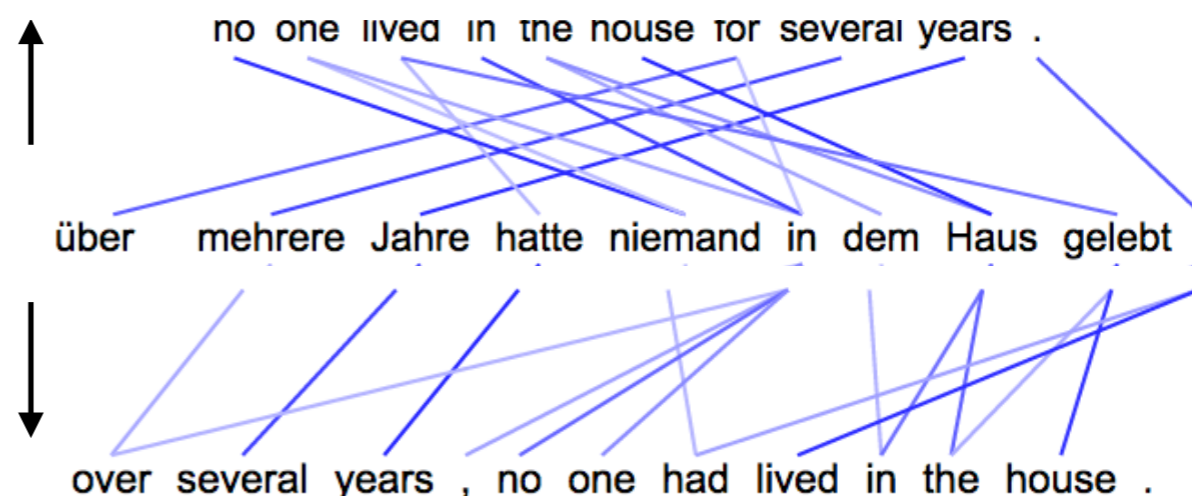 no one lived in the house for several years .
über mehrere Jahre hatte niemand in dem Haus gelebt
over several years , no one had lived in the house .